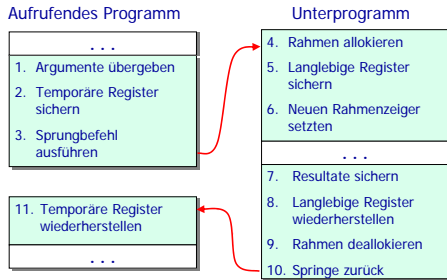 Aufrufendes Programm
. . .
1. Argumente übergeben
2. Temporäre Register
sichern
3. Sprungbefehl
ausführen
11. Temporäre Register
wiederherstellen
. . .
Unterprogramm
4. Rahmen allokieren
5. Langlebige Register
sichern
6. Neuen Rahmenzeiger
setzten
. . .
7. Resultate sichern
8. Langlebige Register
wiederherstellen
9. Rahmen deallokieren
10. Springe zurück